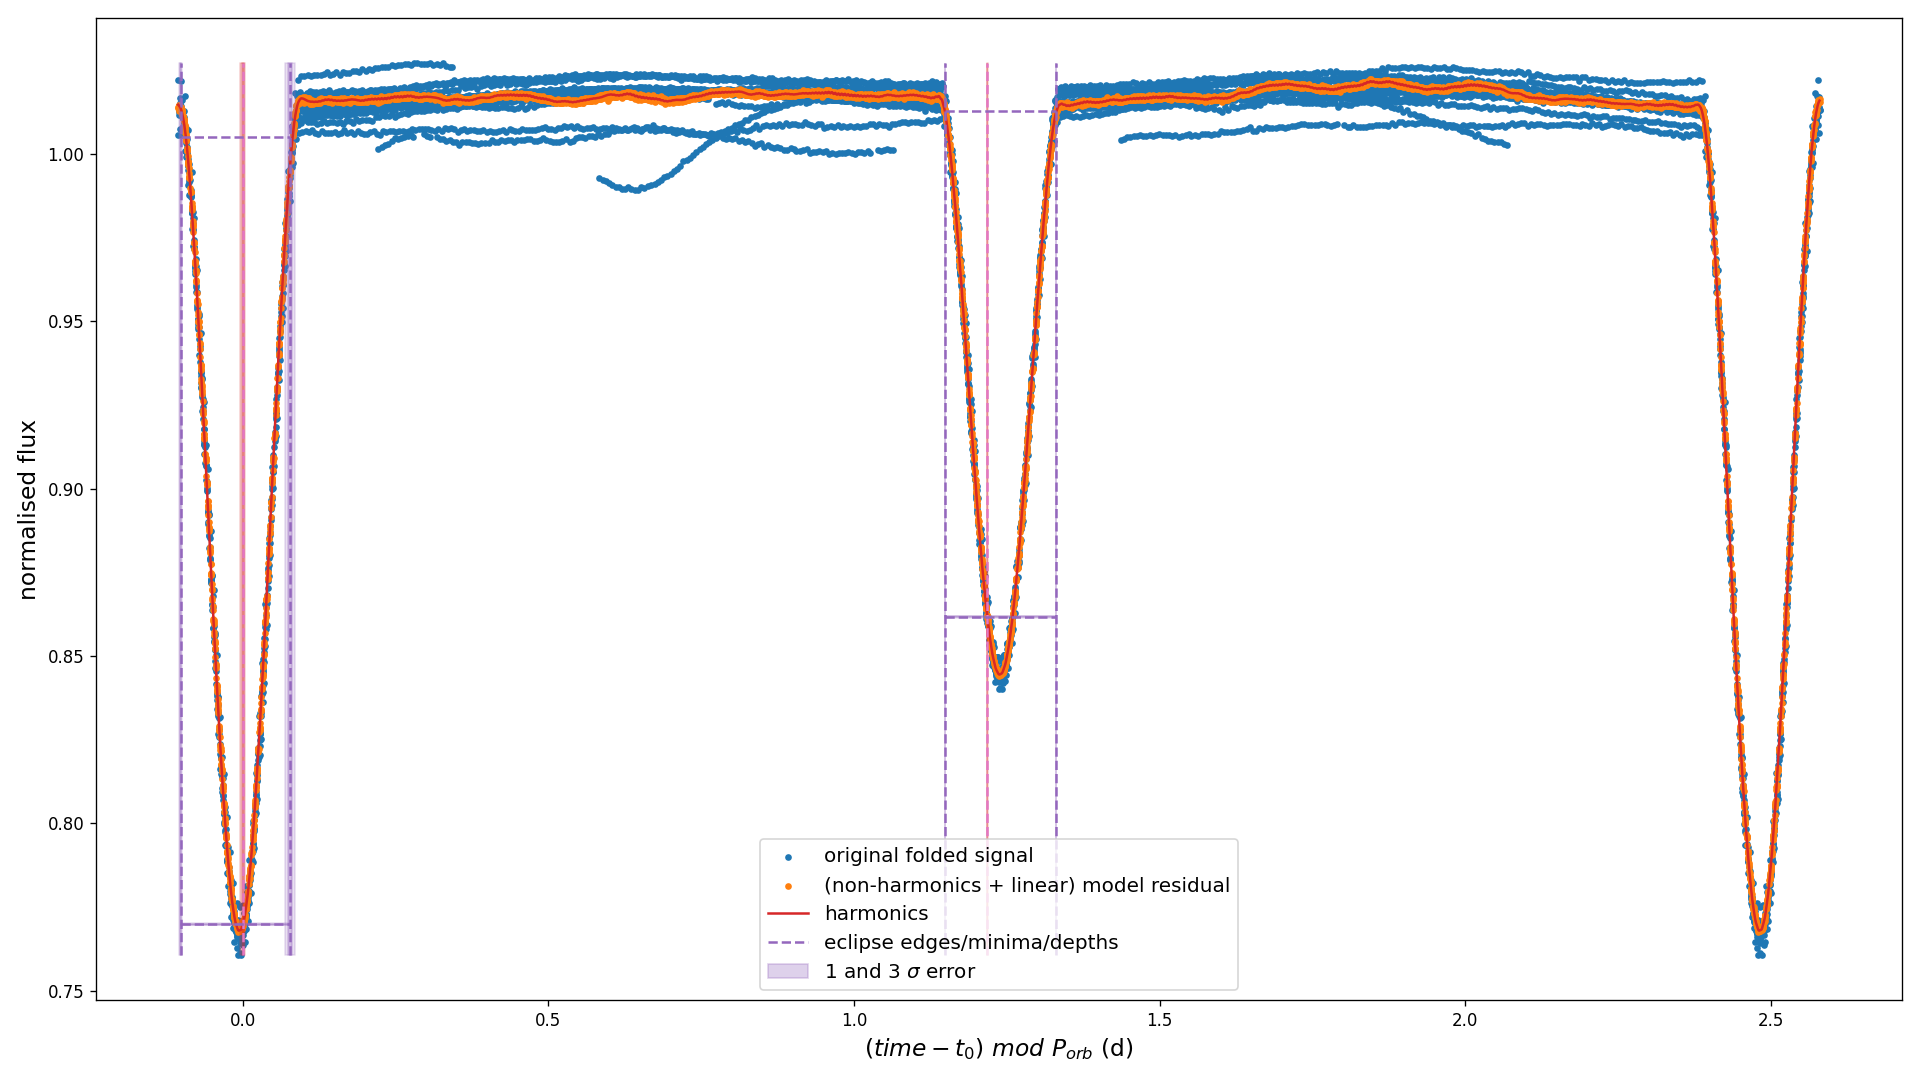 normalised flux
1.00
0.95
0.90
0.85
0.80
0.75
original folded signal
(non-harmonics + linear) model residual
harmonics
eclipse edges/minima/depths
1 and 3 σ error
0.0 0.5 1.0 1.5 2.0 2.5
(time − t₀) mod Pₒᵣb (d)